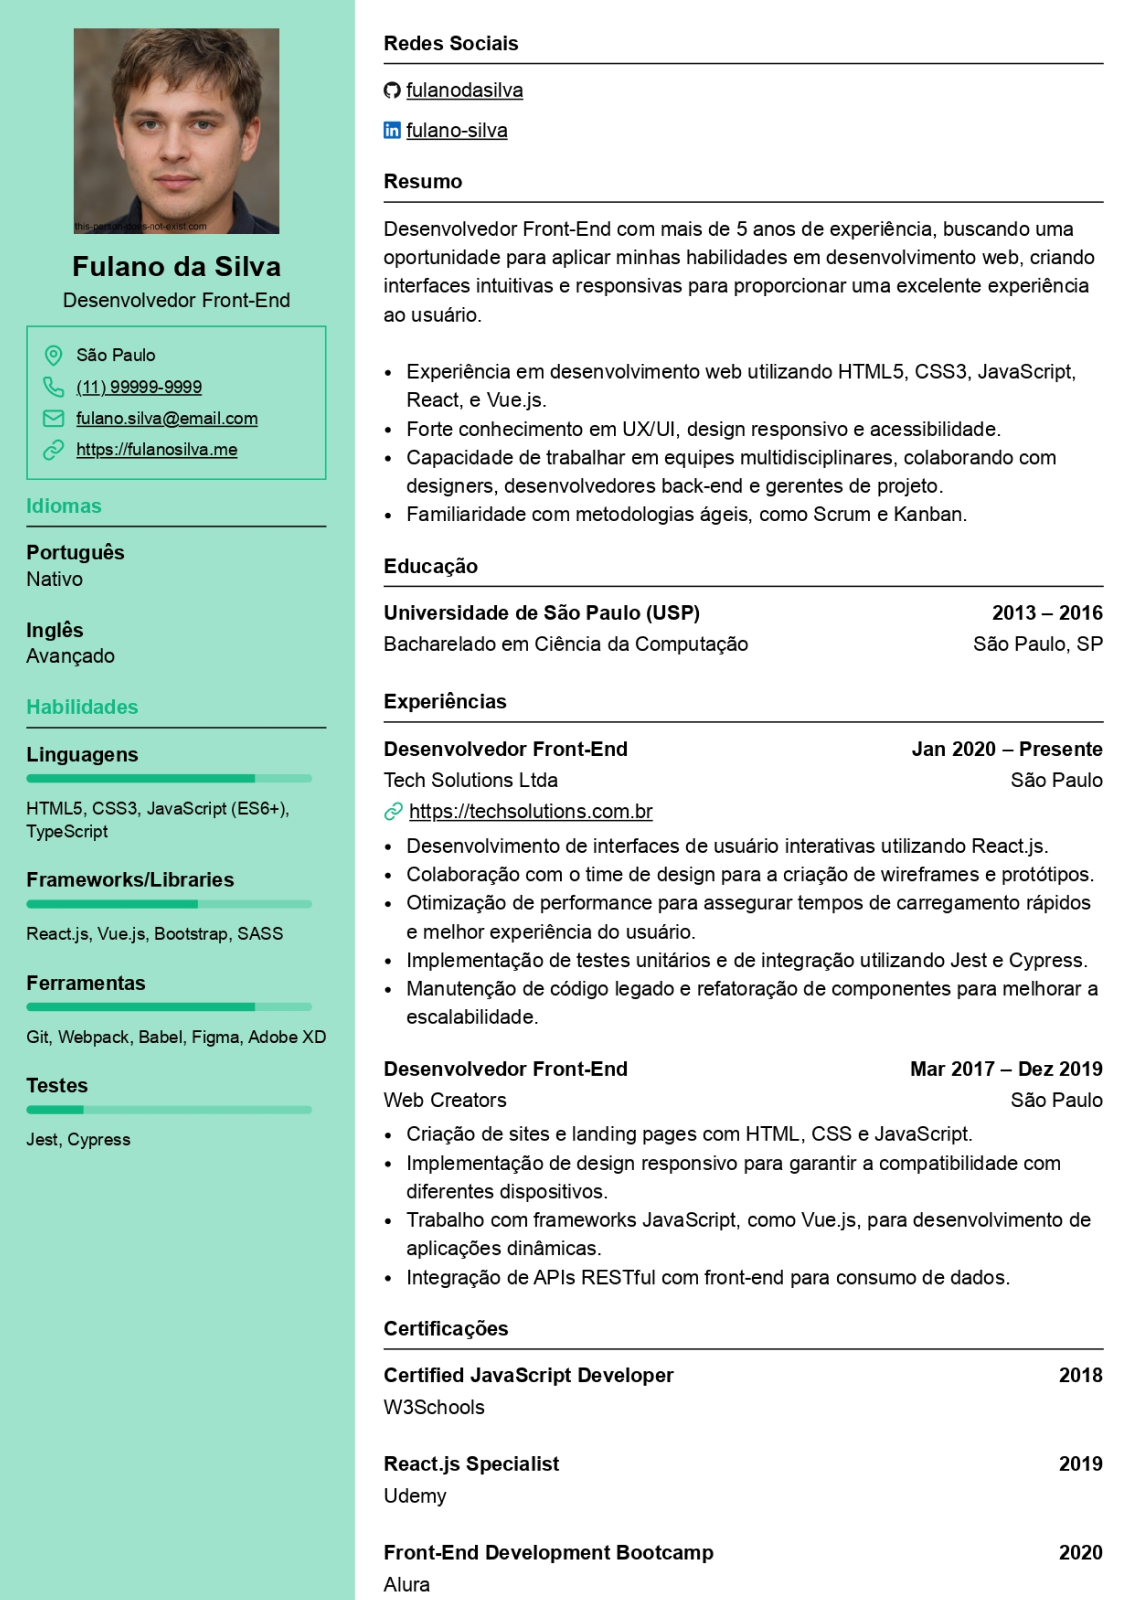 this-person-does-not-exist.com
Fulano da Silva
Desenvolvedor Front-End
São Paulo
(11) 99999-9999
fulano.silva@email.com
https://fulanosilva.me
Idiomas
Português
Nativo
Inglês
Avançado
Habilidades
Linguagens
HTML5, CSS3, JavaScript (ES6+),
TypeScript
Frameworks/Libraries
React.js, Vue.js, Bootstrap, SASS
Ferramentas
Git, Webpack, Babel, Figma, Adobe XD
Testes
Jest, Cypress
Redes Sociais
fulanodasilva
fulano-silva
Resumo
Desenvolvedor Front-End com mais de 5 anos de experiência, buscando uma
oportunidade para aplicar minhas habilidades em desenvolvimento web, criando
interfaces intuitivas e responsivas para proporcionar uma excelente experiência
ao usuário.
• Experiência em desenvolvimento web utilizando HTML5, CSS3, JavaScript,
React, e Vue.js.
• Forte conhecimento em UX/UI, design responsivo e acessibilidade.
• Capacidade de trabalhar em equipes multidisciplinares, colaborando com
designers, desenvolvedores back-end e gerentes de projeto.
• Familiaridade com metodologias ágeis, como Scrum e Kanban.
Educação
Universidade de São Paulo (USP) 2013 – 2016
Bacharelado em Ciência da Computação São Paulo, SP
Experiências
Desenvolvedor Front-End Jan 2020 – Presente
Tech Solutions Ltda São Paulo
https://techsolutions.com.br
• Desenvolvimento de interfaces de usuário interativas utilizando React.js.
• Colaboração com o time de design para a criação de wireframes e protótipos.
• Otimização de performance para assegurar tempos de carregamento rápidos
e melhor experiência do usuário.
• Implementação de testes unitários e de integração utilizando Jest e Cypress.
• Manutenção de código legado e refatoração de componentes para melhorar a
escalabilidade.
Desenvolvedor Front-End Mar 2017 – Dez 2019
Web Creators São Paulo
• Criação de sites e landing pages com HTML, CSS e JavaScript.
• Implementação de design responsivo para garantir a compatibilidade com
diferentes dispositivos.
• Trabalho com frameworks JavaScript, como Vue.js, para desenvolvimento de
aplicações dinâmicas.
• Integração de APIs RESTful com front-end para consumo de dados.
Certificações
Certified JavaScript Developer 2018
W3Schools
React.js Specialist 2019
Udemy
Front-End Development Bootcamp 2020
Alura